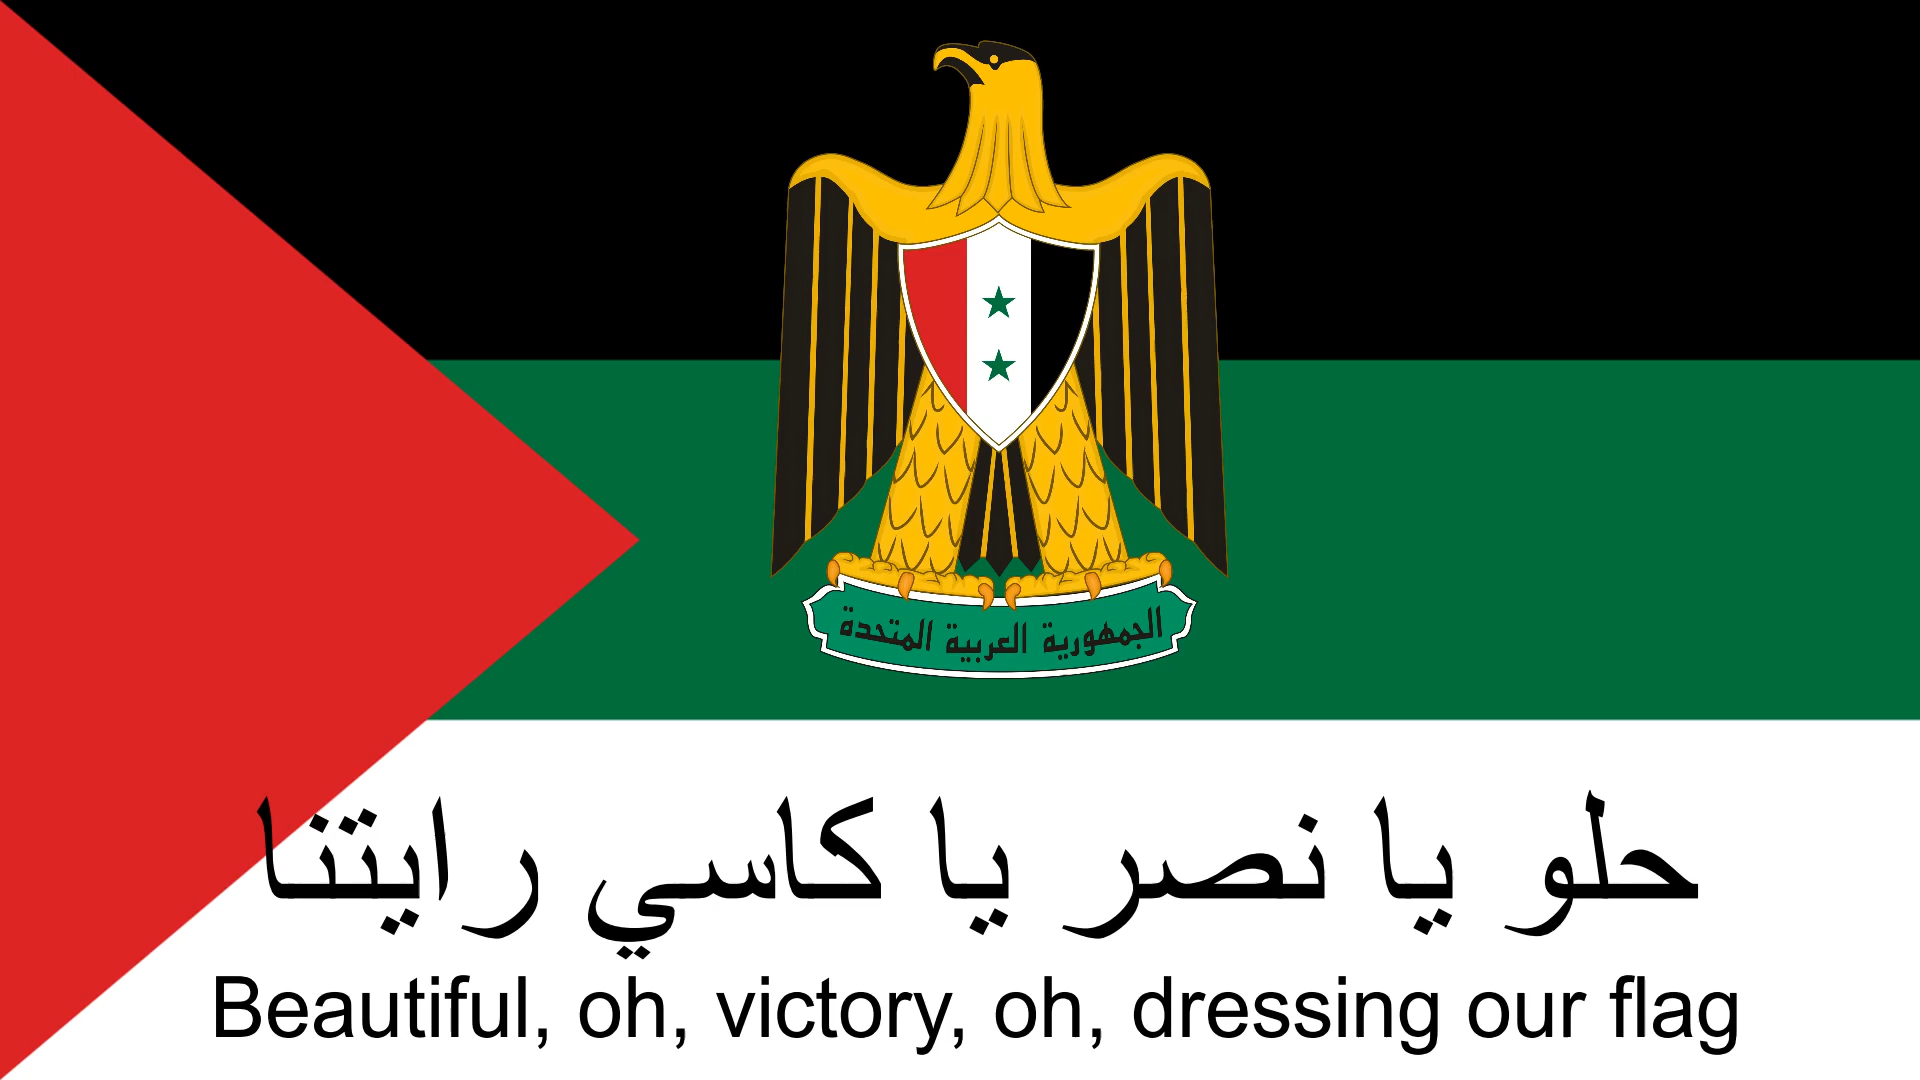 الجمهورية العربية المتحدة
حلو يا نصر يا كاسي رايتنا
Beautiful, oh, victory, oh, dressing our flag